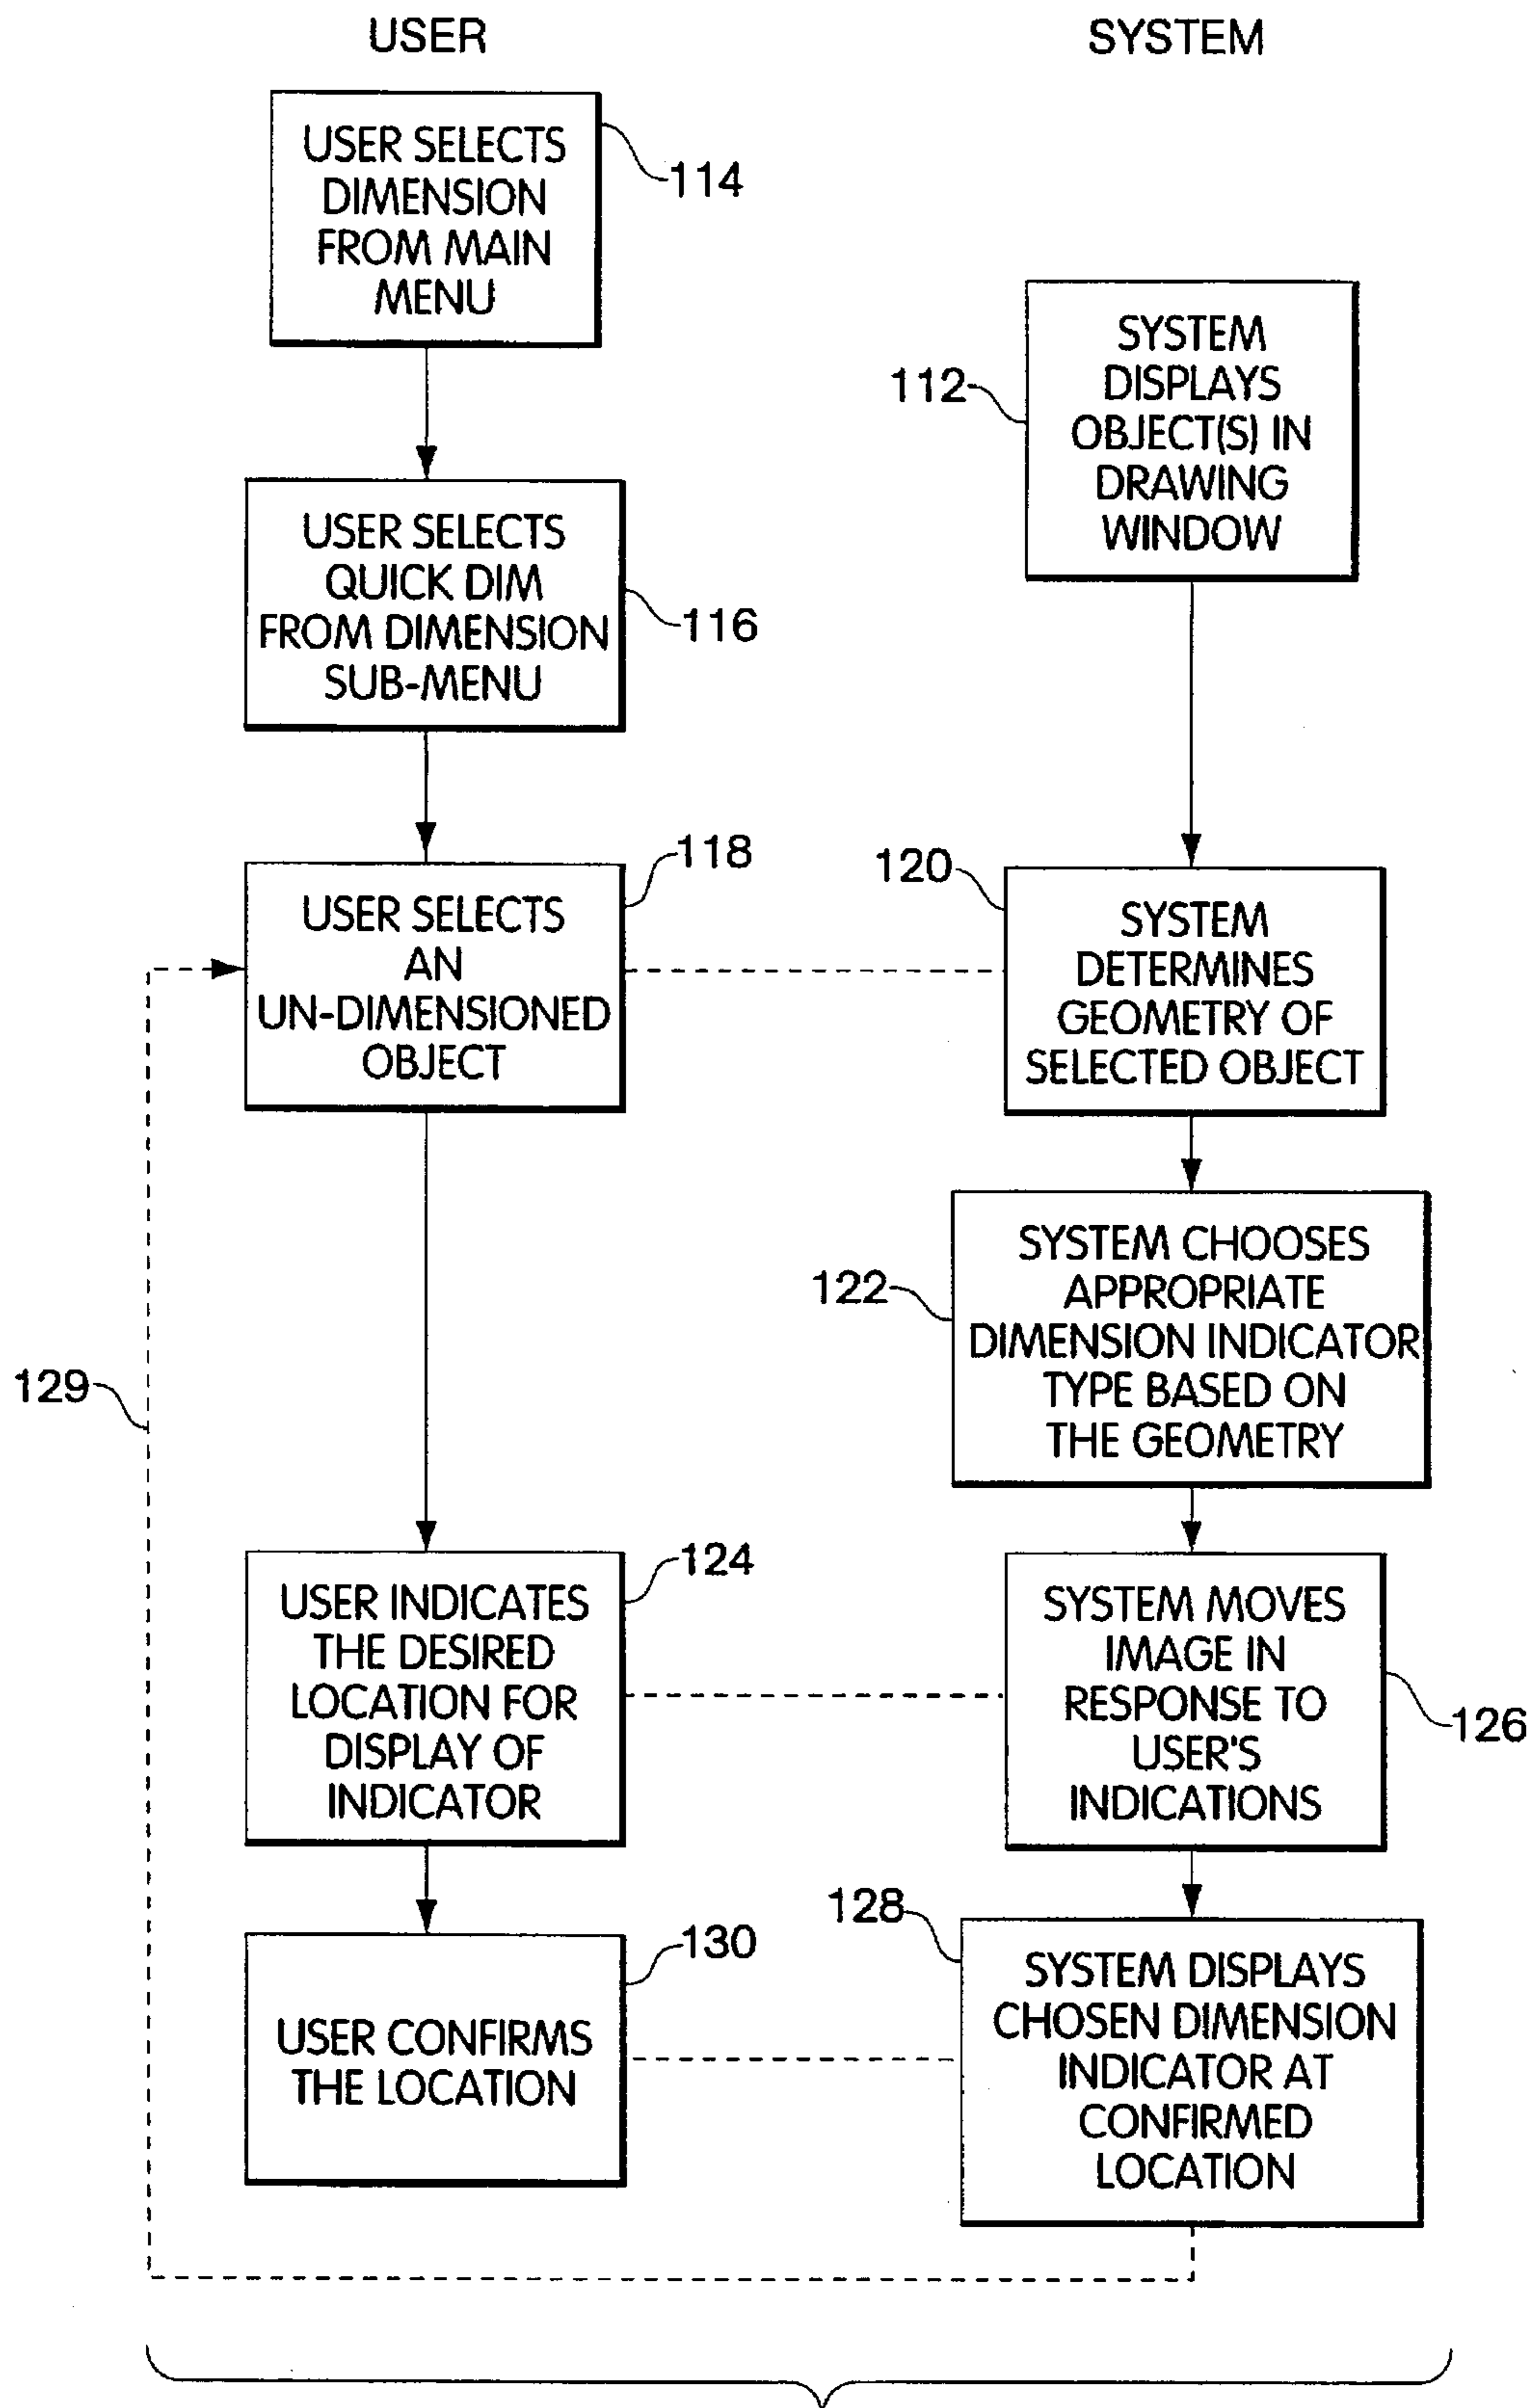 USER
SYSTEM
USER SELECTS
DIMENSION
FROM MAIN
MENU
114
SYSTEM
DISPLAYS
OBJECT(S) IN
DRAWING
WINDOW
112
USER SELECTS
QUICK DIM
FROM DIMENSION
SUB-MENU
116
USER SELECTS
AN
UN-DIMENSIONED
OBJECT
118
120
SYSTEM
DETERMINES
GEOMETRY OF
SELECTED OBJECT
122
SYSTEM CHOOSES
APPROPRIATE
DIMENSION INDICATOR
TYPE BASED ON
THE GEOMETRY
129
USER INDICATES
THE DESIRED
LOCATION FOR
DISPLAY OF
INDICATOR
124
SYSTEM MOVES
IMAGE IN
RESPONSE TO
USER'S
INDICATIONS
126
USER CONFIRMS
THE LOCATION
130
128
SYSTEM DISPLAYS
CHOSEN DIMENSION
INDICATOR AT
CONFIRMED
LOCATION